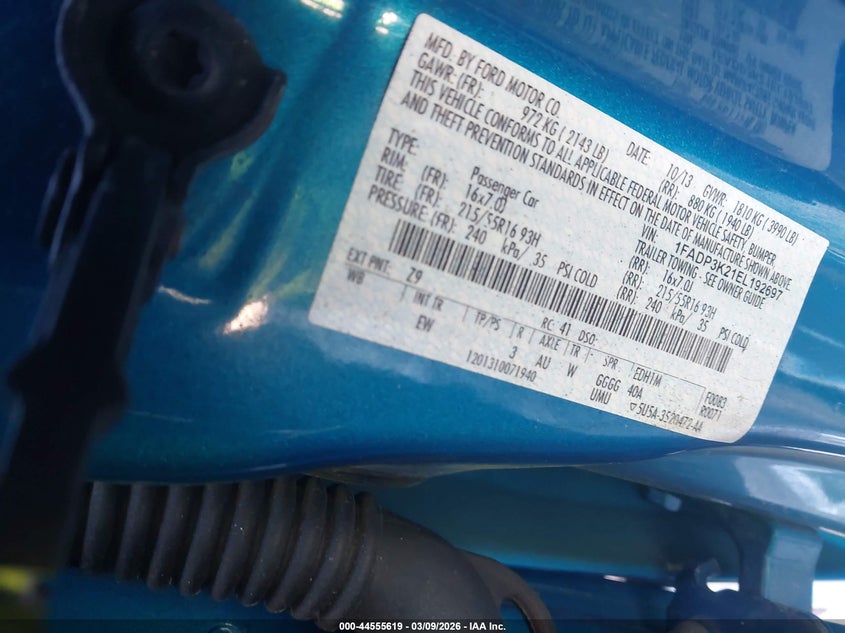 MFD. BY FORD MOTOR CO.
DATE: 10/13 GVWR: 1810 KG ( 3990 LB)
GAWR-(FR): 972 KG ( 2143 LB) (RR): 880 KG ( 1940 LB)
THIS VEHICLE CONFORMS TO ALL APPLICABLE FEDERAL MOTOR VEHICLE SAFETY, BUMPER
AND THEFT PREVENTION STANDARDS IN EFFECT ON THE DATE OF MANUFACTURE SHOWN ABOVE.
VIN: 1FADP3K21EL192697
TYPE: Passenger Car TRAILER TOWING: SEE OWNER GUIDE
RIM: (FR): 16x7.0J (RR): 16x7.0J
TIRE: (FR): 215/55R16 93H (RR): 215/55R16 93H
PRESSURE (FR): 240 kPa/ 35 PSI COLD (RR): 240 kPa/ 35 PSI COLD
EXT PNT: Z9 RC: 41 DSO:
WB INT TR TP/PS R AXLE TR SPR EDH1M F0083
EW 3 AU W GGGG 40A R0071
1201310071940 UMU ▽5U5A-3520472-AA
000-44555619 | 03/09/2026 | IAA Inc.